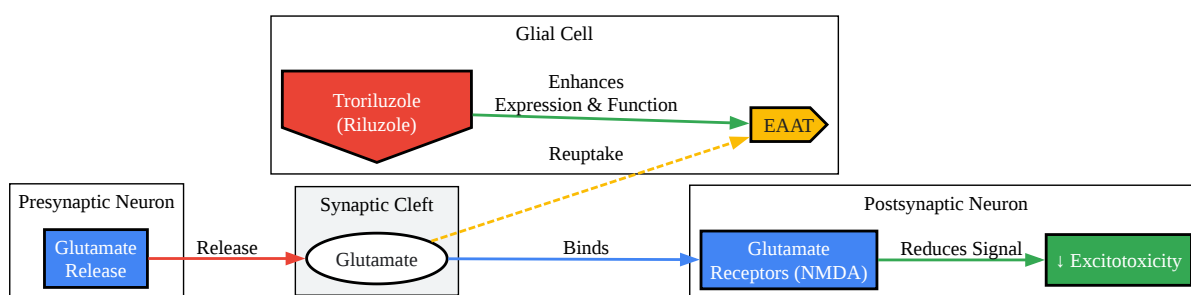 Glial Cell
Troriluzole
(Riluzole)
Enhances
Expression & Function
EAAT
Reuptake
Presynaptic Neuron
Glutamate
Release
Release
Synaptic Cleft
Glutamate
Binds
Postsynaptic Neuron
Glutamate
Receptors (NMDA)
Reduces Signal
↓ Excitotoxicity